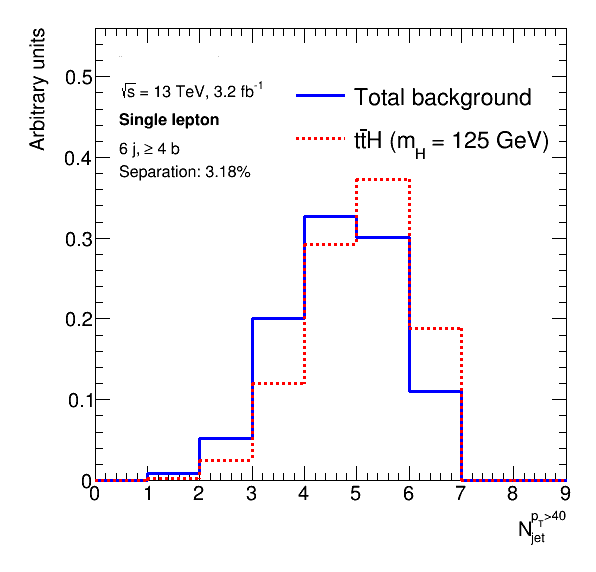 Arbitrary units
0.5
0.4
0.3
0.2
0.1
0
√s = 13 TeV, 3.2 fb⁻¹
Single lepton
6 j, ≥ 4 b
Separation: 3.18%
Total background
tt̄H (m_H = 125 GeV)
0 1 2 3 4 5 6 7 8 9
N_jet^{p_T>40}